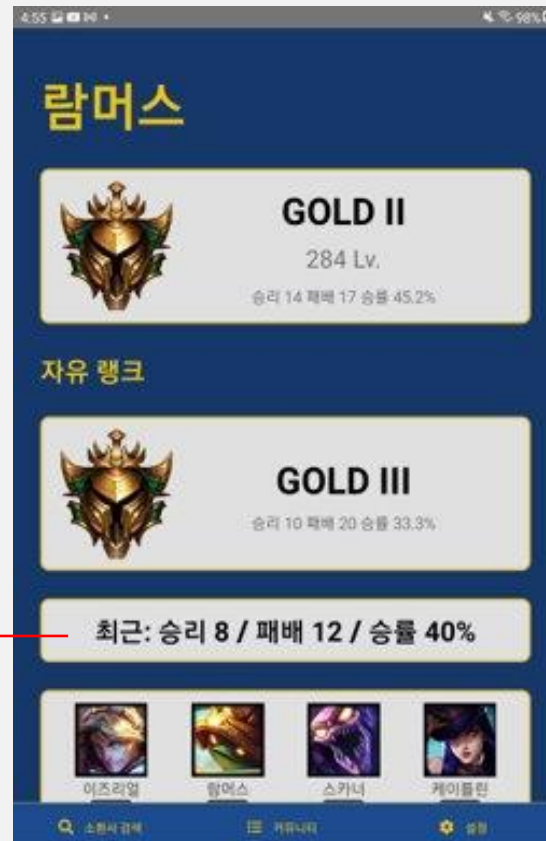 4:55
98%
람머스
GOLD II
284 Lv.
승리 14 패배 17 승률 45.2%
자유 랭크
GOLD III
승리 10 패배 20 승률 33.3%
최근: 승리 8 / 패배 12 / 승률 40%
이즈리얼 람머스 스카너 케이틀린
소환사 검색 커뮤니티 설정